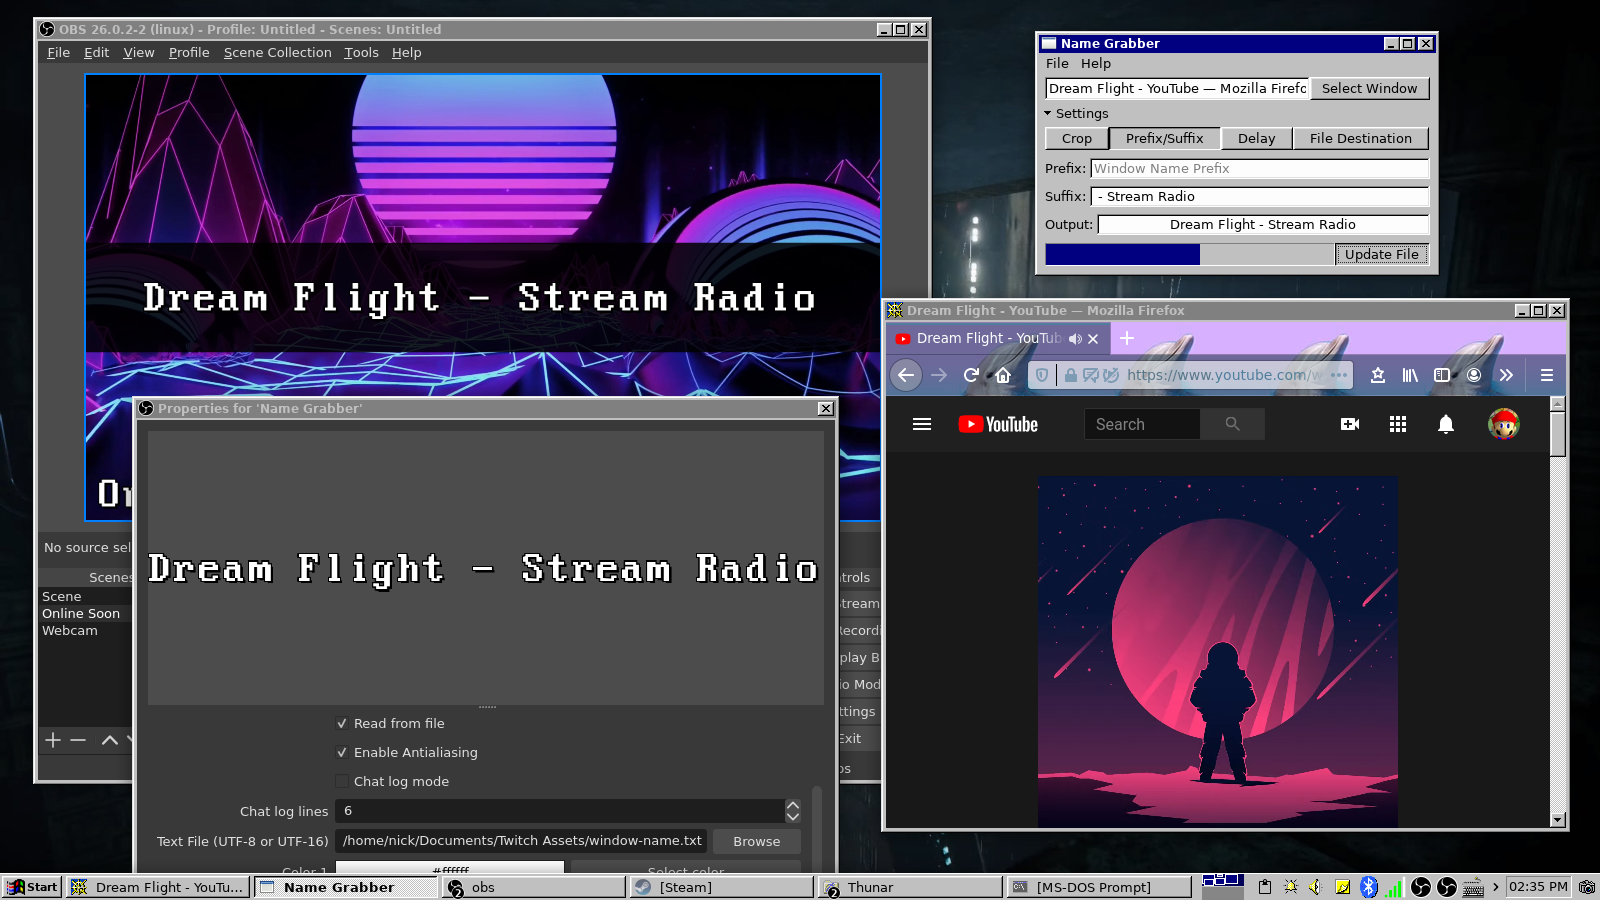 OBS 26.0.2-2 (linux) - Profile: Untitled - Scenes: Untitled
File Edit View Profile Scene Collection Tools Help
Dream Flight - Stream Radio
No source sel
Scenes
Scene
Online Soon
Webcam
trols
tream
Recordi
play B
io Mod
ttings
Exit
os
Properties for 'Name Grabber'
Dream Flight - Stream Radio
Read from file
Enable Antialiasing
Chat log mode
Chat log lines 6
Text File (UTF-8 or UTF-16) /home/nick/Documents/Twitch Assets/window-name.txt Browse
Color 1 #ffffff Select color
Name Grabber
File Help
Dream Flight - YouTube — Mozilla Firefo Select Window
Settings
Crop Prefix/Suffix Delay File Destination
Prefix: Window Name Prefix
Suffix: - Stream Radio
Output: Dream Flight - Stream Radio
Update File
Dream Flight - YouTube — Mozilla Firefox
Dream Flight - YouTub
https://www.youtube.com/w
YouTube Search
Start Dream Flight - YouTu... Name Grabber 2 obs [Steam] 2 Thunar [MS-DOS Prompt] 02:35 PM